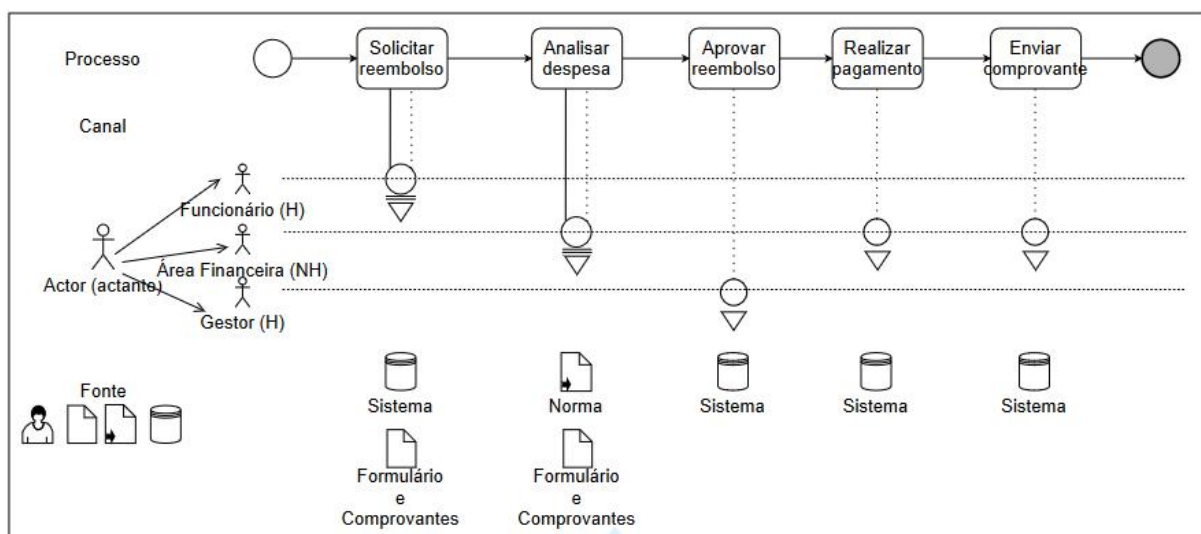 Processo
Solicitar
reembolso
Analisar
despesa
Aprovar
reembolso
Realizar
pagamento
Enviar
comprovante
Canal
Funcionário (H)
Área Financeira (NH)
Actor (actante)
Gestor (H)
Fonte
Sistema
Norma
Sistema
Sistema
Sistema
Formulário
e
Comprovantes
Formulário
e
Comprovantes